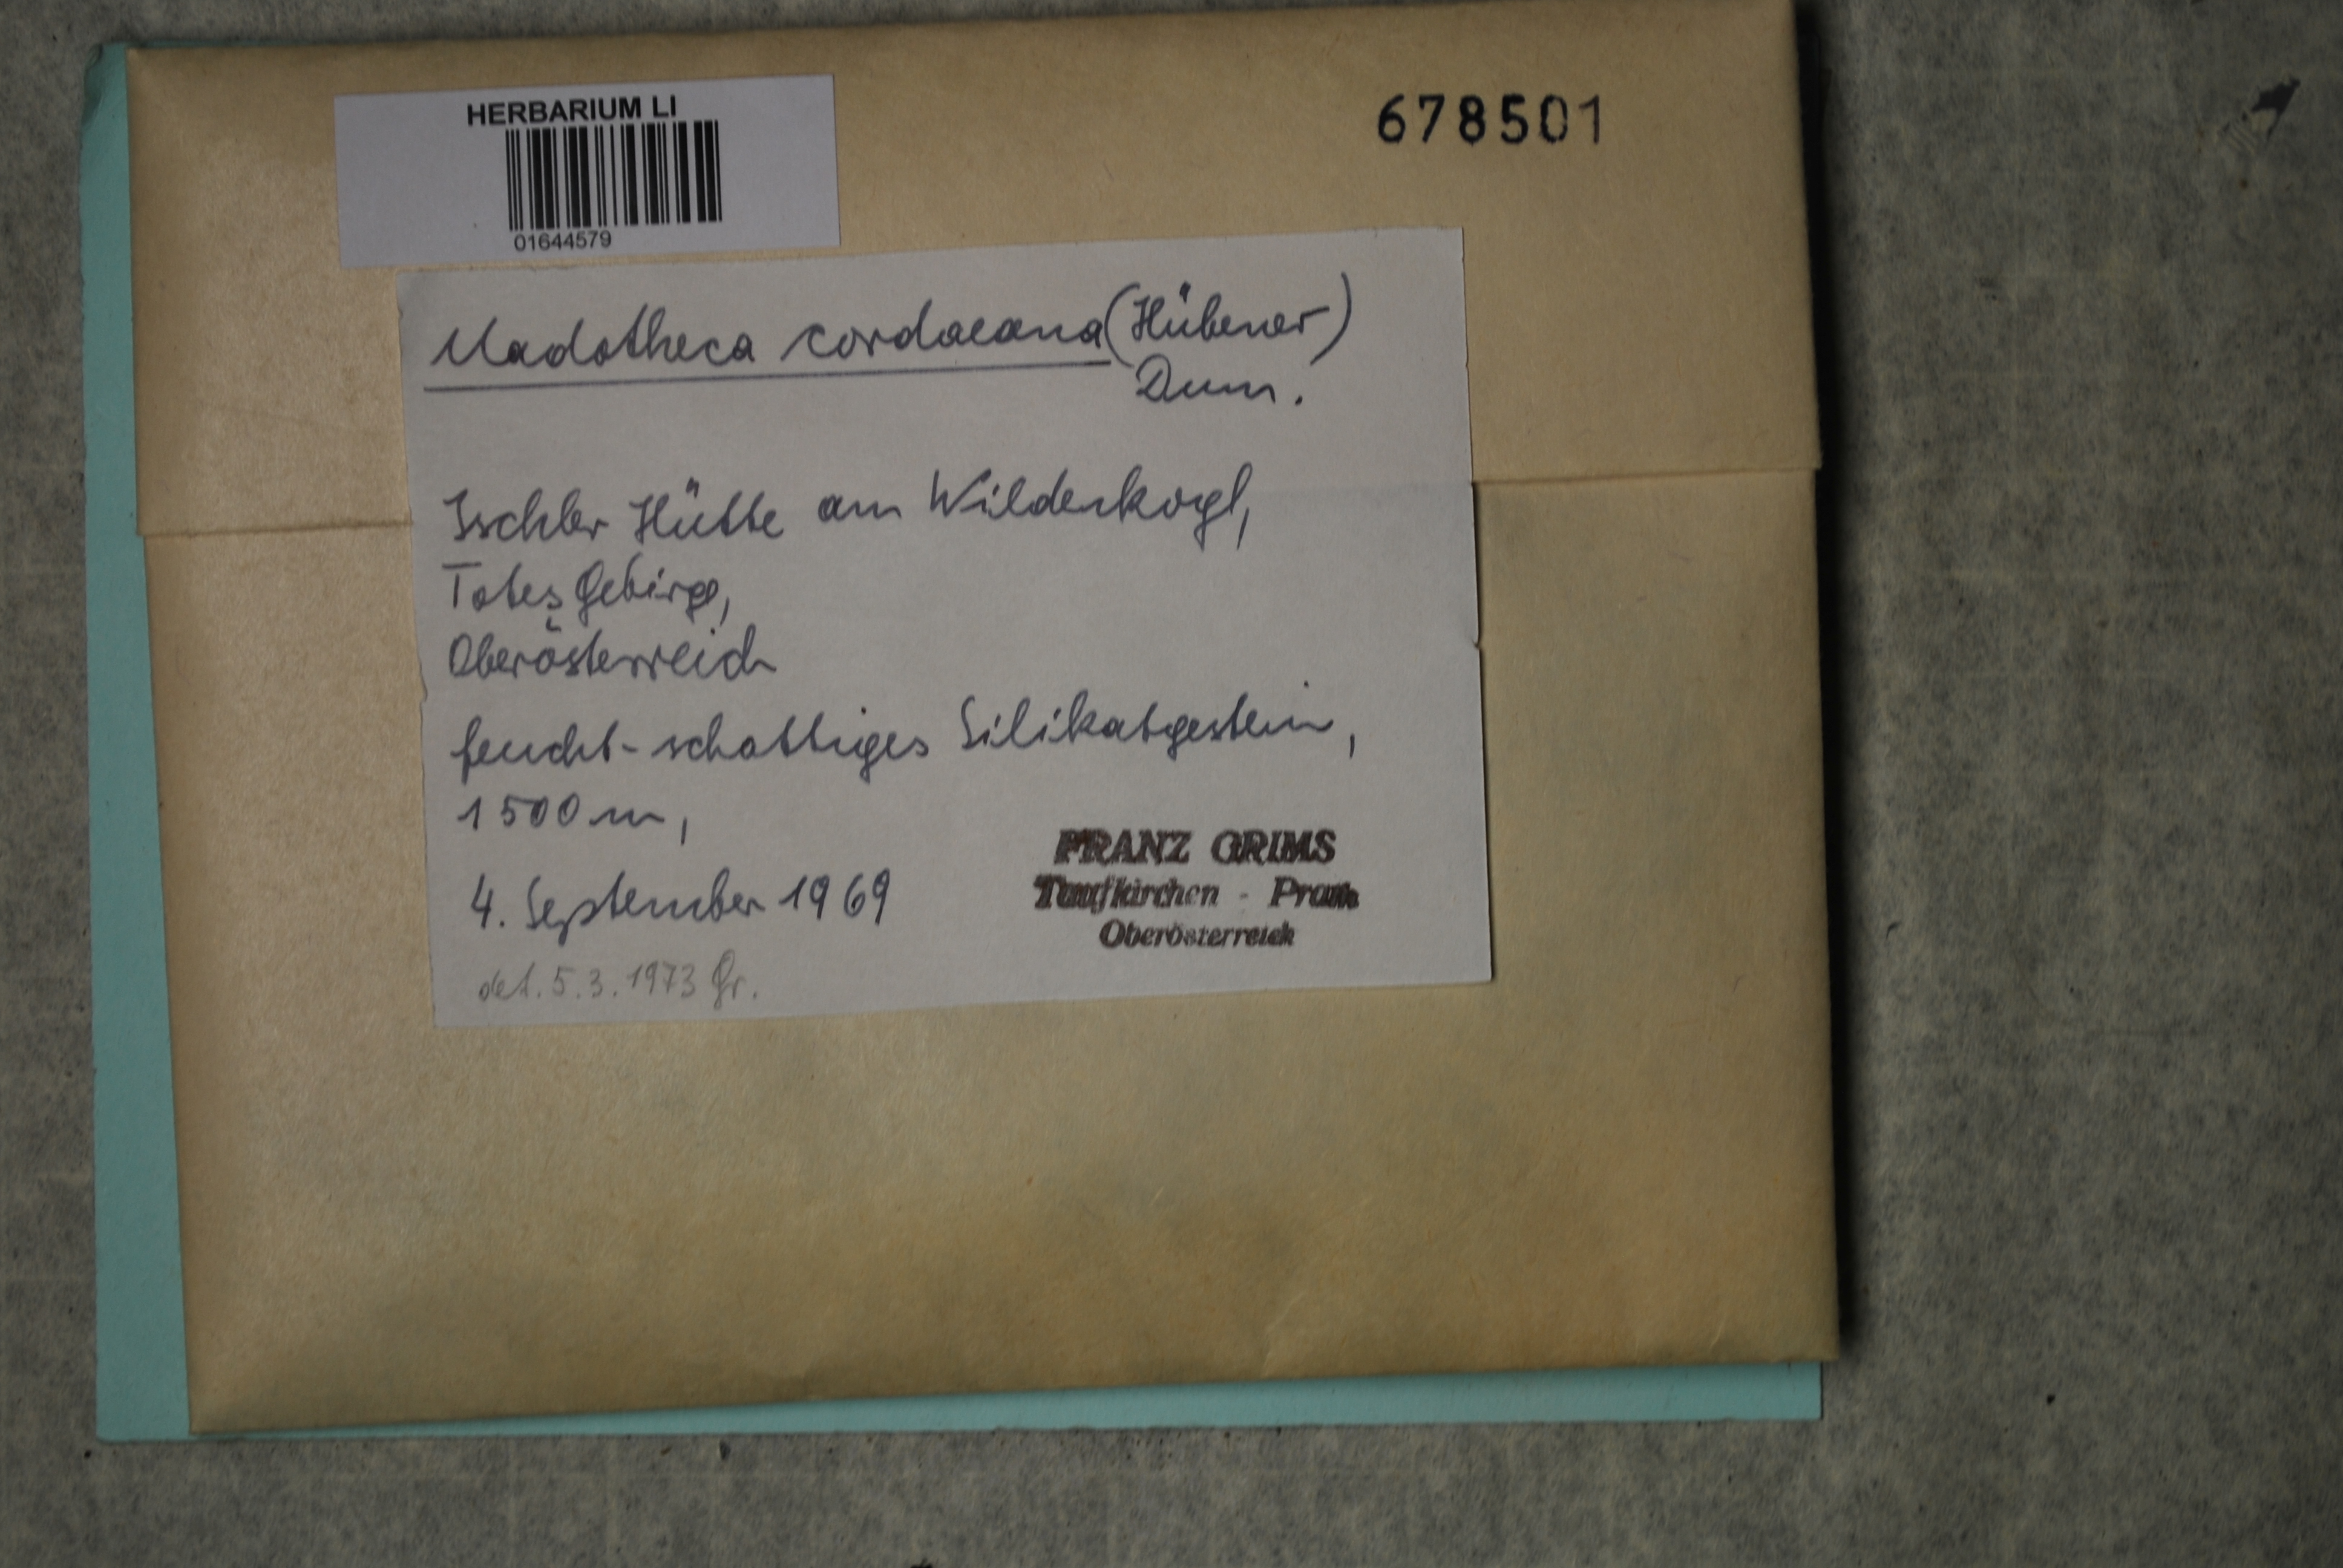 HERBARIUM LI
01644579
678501
Madotheca cordaeana (Hübener)
Dum.
Ischler Hütte am Wildenkogl,
Totes Gebirge,
Oberösterreich
feucht-schattiges Silikatgestein,
1500 m,
4. September 1969
FRANZ GRIMS
Taufkirchen - Pram
Oberösterreich
det. 5.3.1973 Gr.